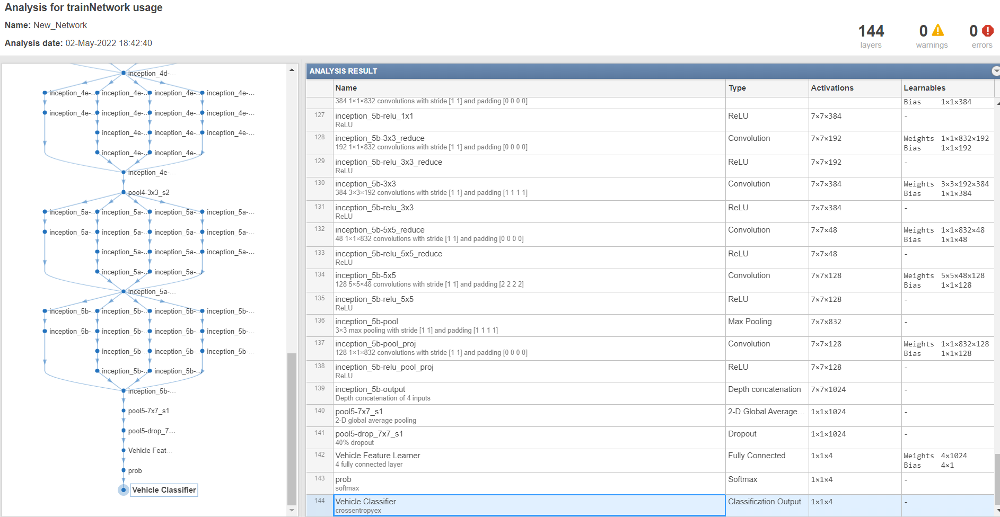 Analysis for trainNetwork usage
Name: New_Network
Analysis date: 02-May-2022 18:42:40
144 layers
0 warnings
0 errors
inception_4d-...
inception_4e-... inception_4e-... inception_4e-... inception_4e-...
inception_4e-... inception_4e-... inception_4e-... inception_4e-...
inception_4e-... inception_4e-... inception_4e-...
inception_4e-... inception_4e-...
inception_4e-...
pool4-3x3_s2
inception_5a-... inception_5a-... inception_5a-... inception_5a-...
inception_5a-... inception_5a-... inception_5a-... inception_5a-...
inception_5a-... inception_5a-... inception_5a-...
inception_5a-... inception_5a-...
inception_5a-...
inception_5b-... inception_5b-... inception_5b-... inception_5b-...
inception_5b-... inception_5b-... inception_5b-... inception_5b-...
inception_5b-... inception_5b-... inception_5b-...
inception_5b-... inception_5b-...
inception_5b-...
pool5-7x7_s1
pool5-drop_7...
Vehicle Feat...
prob
Vehicle Classifier
ANALYSIS RESULT
Name Type Activations Learnables
384 1×1×832 convolutions with stride [1 1] and padding [0 0 0 0] Bias 1×1×384
127 inception_5b-relu_1x1 ReLU 7×7×384 -
ReLU
128 inception_5b-3x3_reduce Convolution 7×7×192 Weights 1×1×832×192
192 1×1×832 convolutions with stride [1 1] and padding [0 0 0 0] Bias 1×1×192
129 inception_5b-relu_3x3_reduce ReLU 7×7×192 -
ReLU
130 inception_5b-3x3 Convolution 7×7×384 Weights 3×3×192×384
384 3×3×192 convolutions with stride [1 1] and padding [1 1 1 1] Bias 1×1×384
131 inception_5b-relu_3x3 ReLU 7×7×384 -
ReLU
132 inception_5b-5x5_reduce Convolution 7×7×48 Weights 1×1×832×48
48 1×1×832 convolutions with stride [1 1] and padding [0 0 0 0] Bias 1×1×48
133 inception_5b-relu_5x5_reduce ReLU 7×7×48 -
ReLU
134 inception_5b-5x5 Convolution 7×7×128 Weights 5×5×48×128
128 5×5×48 convolutions with stride [1 1] and padding [2 2 2 2] Bias 1×1×128
135 inception_5b-relu_5x5 ReLU 7×7×128 -
ReLU
136 inception_5b-pool Max Pooling 7×7×832 -
3×3 max pooling with stride [1 1] and padding [1 1 1 1]
137 inception_5b-pool_proj Convolution 7×7×128 Weights 1×1×832×128
128 1×1×832 convolutions with stride [1 1] and padding [0 0 0 0] Bias 1×1×128
138 inception_5b-relu_pool_proj ReLU 7×7×128 -
ReLU
139 inception_5b-output Depth concatenation 7×7×1024 -
Depth concatenation of 4 inputs
140 pool5-7x7_s1 2-D Global Average... 1×1×1024 -
2-D global average pooling
141 pool5-drop_7x7_s1 Dropout 1×1×1024 -
40% dropout
142 Vehicle Feature Learner Fully Connected 1×1×4 Weights 4×1024
4 fully connected layer Bias 4×1
143 prob Softmax 1×1×4 -
softmax
144 Vehicle Classifier Classification Output 1×1×4 -
crossentropyex